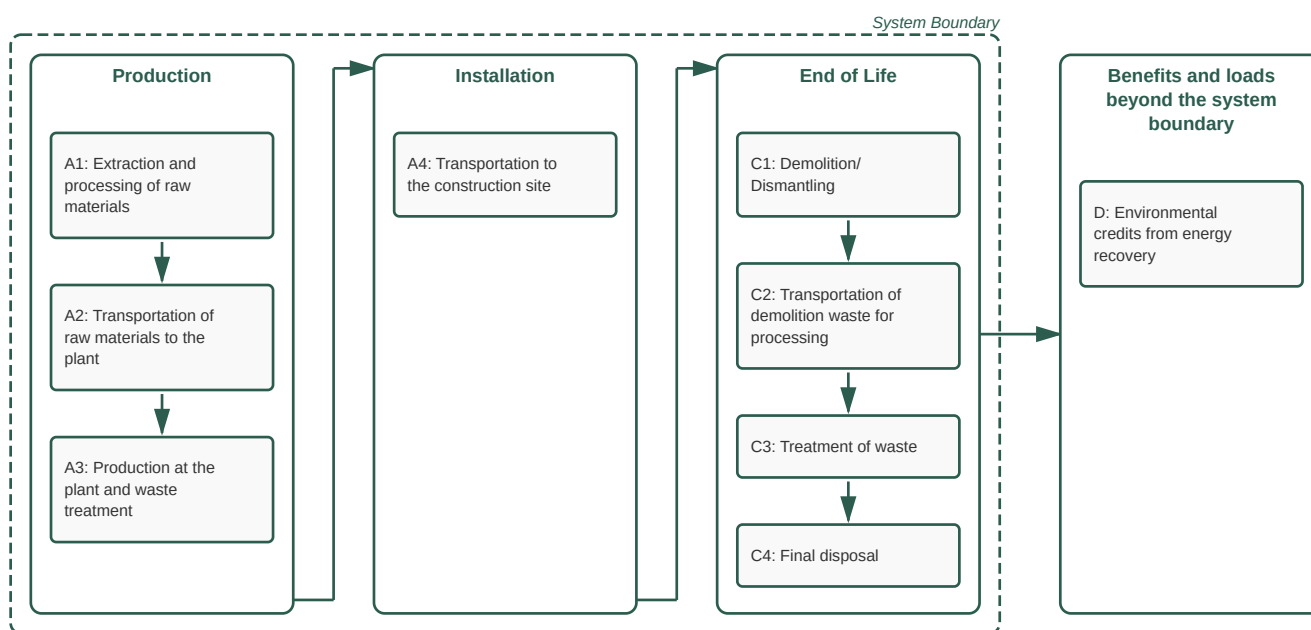 System Boundary
Production
A1: Extraction and
processing of raw
materials
A2: Transportation of
raw materials to the
plant
A3: Production at the
plant and waste
treatment
Installation
A4: Transportation to
the construction site
End of Life
C1: Demolition/
Dismantling
C2: Transportation of
demolition waste for
processing
C3: Treatment of waste
C4: Final disposal
Benefits and loads
beyond the system
boundary
D: Environmental
credits from energy
recovery